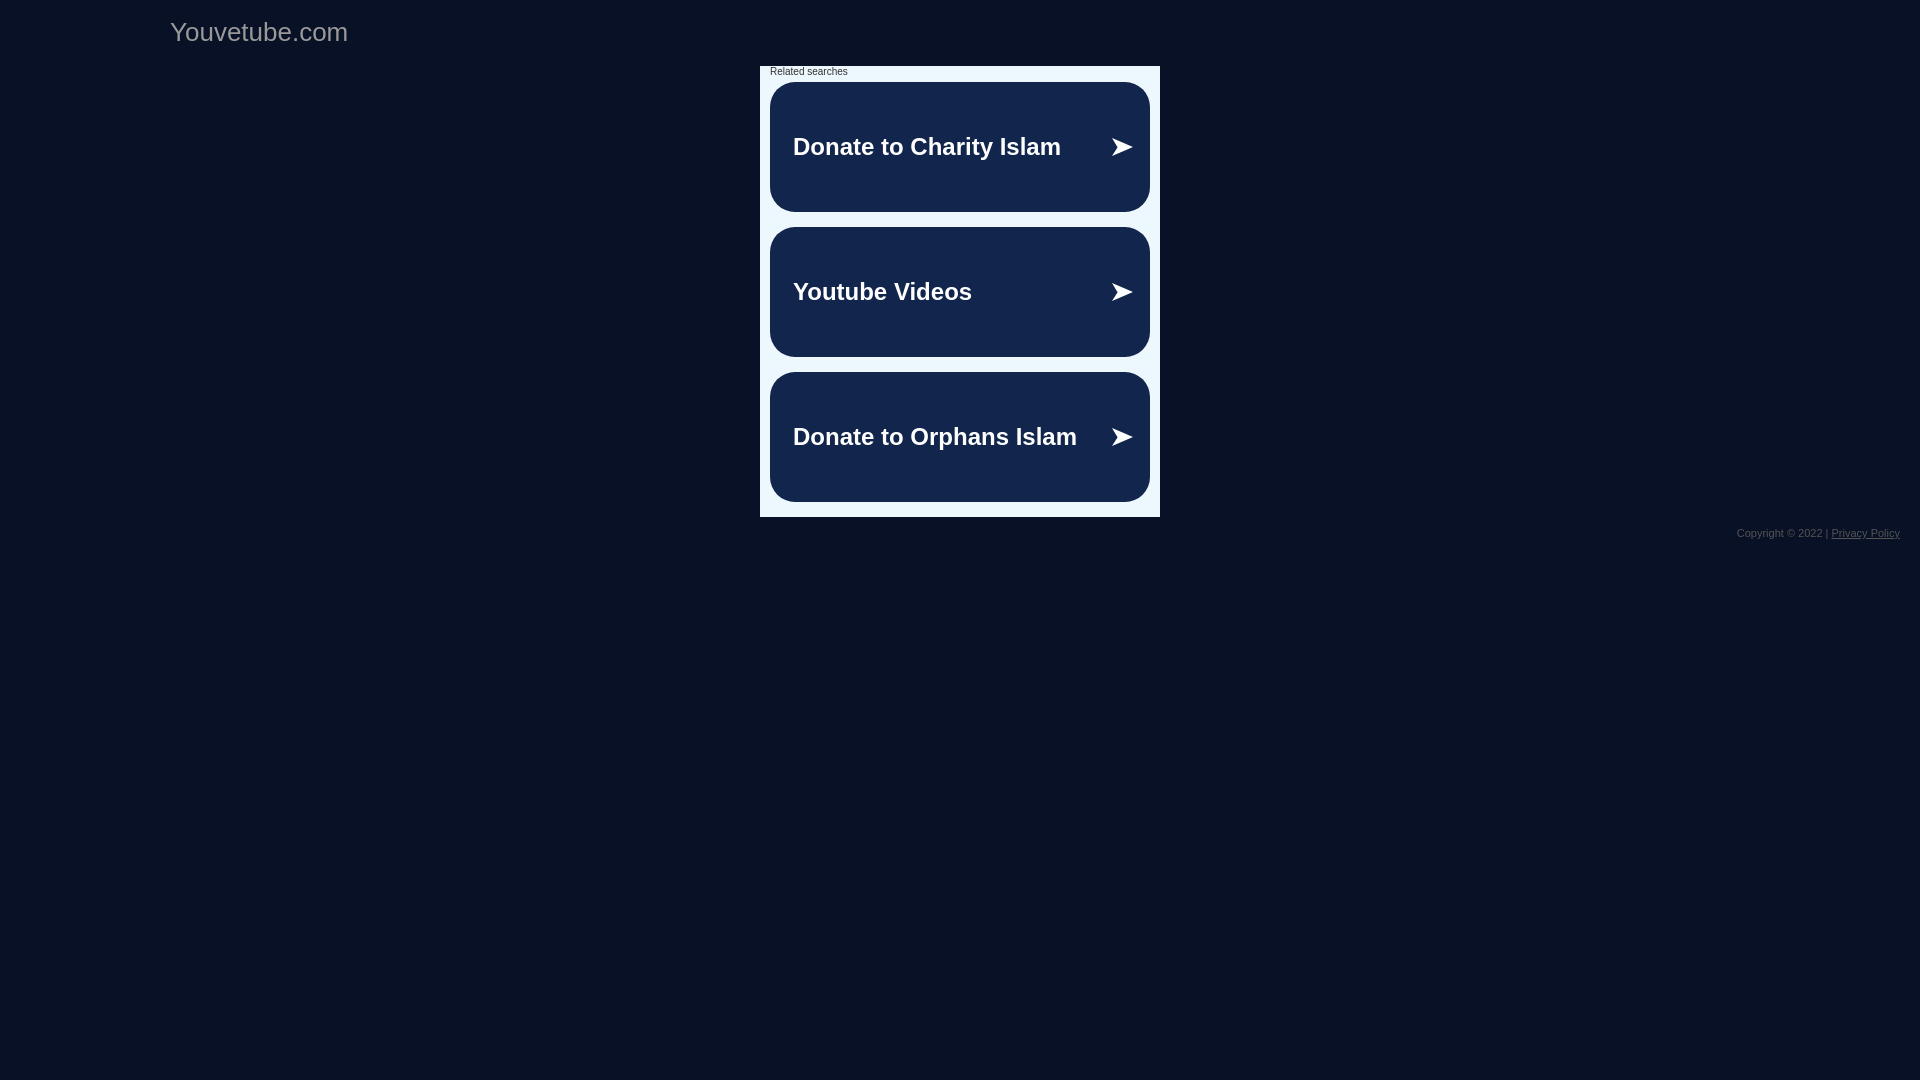 Youvetube.com
Related searches
Donate to Charity Islam
Youtube Videos
Donate to Orphans Islam
Copyright © 2022 | Privacy Policy